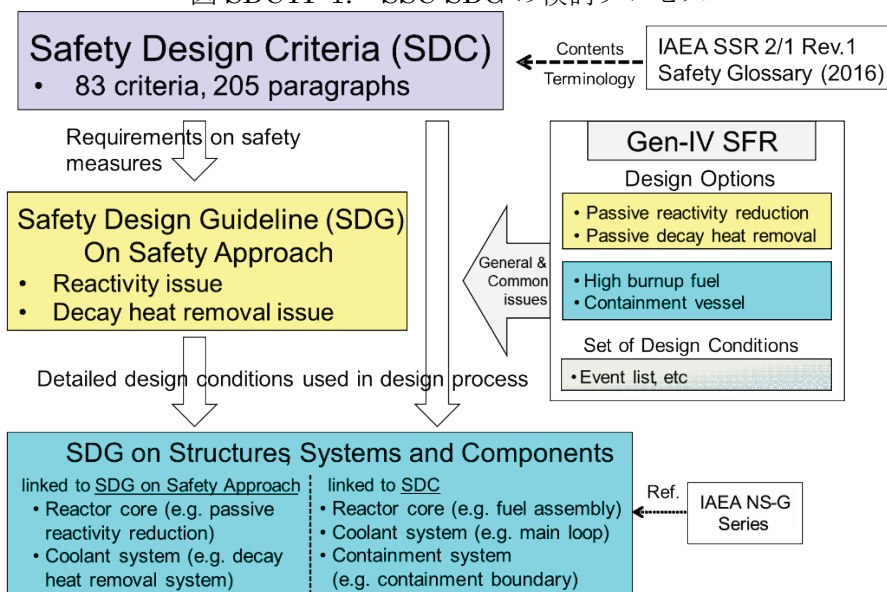 Safety Design Criteria (SDC)
• 83 criteria, 205 paragraphs
Contents
Terminology
IAEA SSR 2/1 Rev.1
Safety Glossary (2016)
Requirements on safety
measures
Safety Design Guideline (SDG)
On Safety Approach
• Reactivity issue
• Decay heat removal issue
General &
Common
issues
Gen-IV SFR
Design Options
• Passive reactivity reduction
• Passive decay heat removal
• High burnup fuel
• Containment vessel
Set of Design Conditions
• Event list, etc
Detailed design conditions used in design process
SDG on Structures, Systems and Components
linked to SDG on Safety Approach
• Reactor core (e.g. passive
reactivity reduction)
• Coolant system (e.g. decay
heat removal system)
linked to SDC
• Reactor core (e.g. fuel assembly)
• Coolant system (e.g. main loop)
• Containment system
(e.g. containment boundary)
Ref.
IAEA NS-G
Series